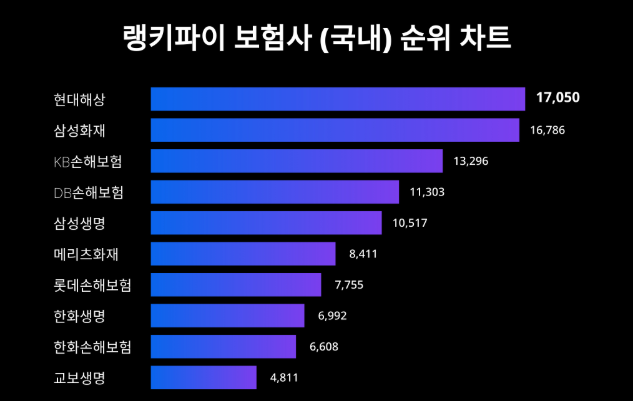 랭키파이 보험사 (국내) 순위 차트
현대해상 17,050
삼성화재 16,786
KB손해보험 13,296
DB손해보험 11,303
삼성생명 10,517
메리츠화재 8,411
롯데손해보험 7,755
한화생명 6,992
한화손해보험 6,608
교보생명 4,811